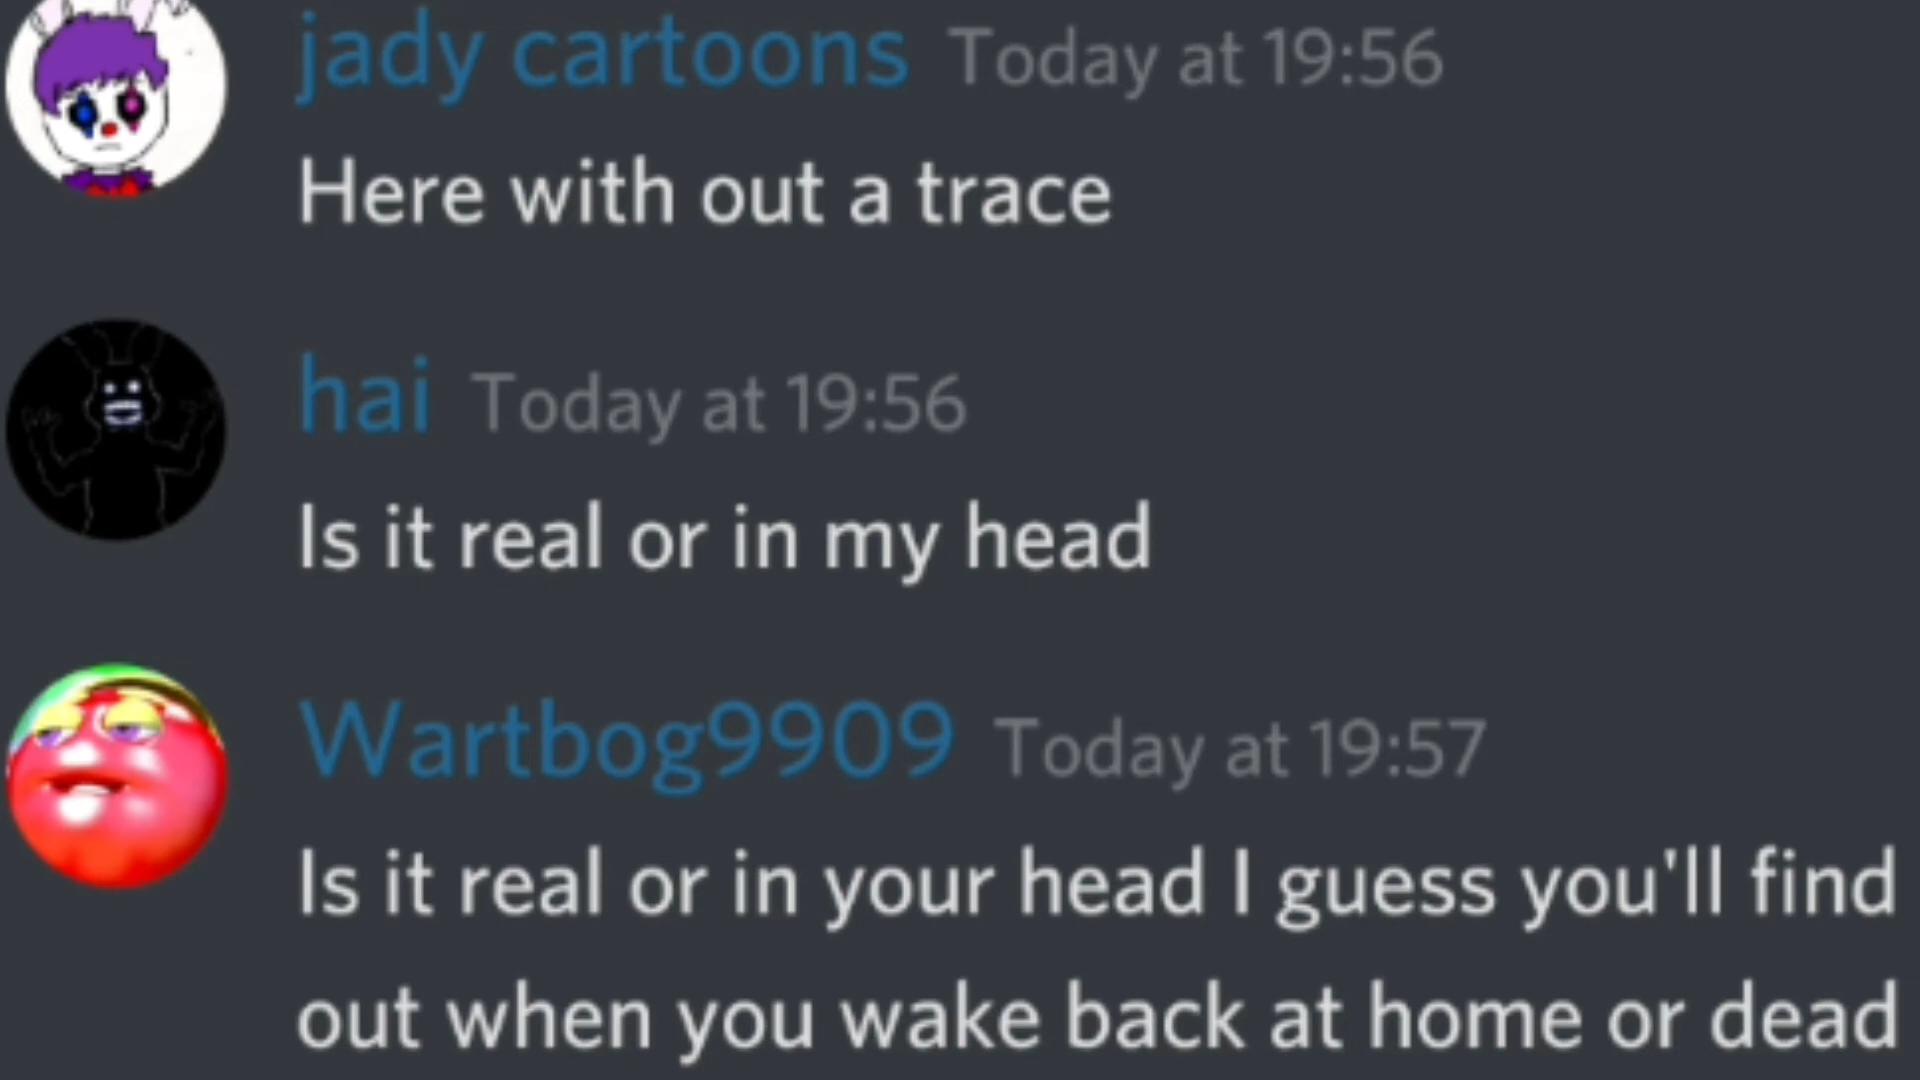 jady cartoons Today at 19:56
Here with out a trace
hai Today at 19:56
Is it real or in my head
Wartbog9909 Today at 19:57
Is it real or in your head I guess you'll find
out when you wake back at home or dead